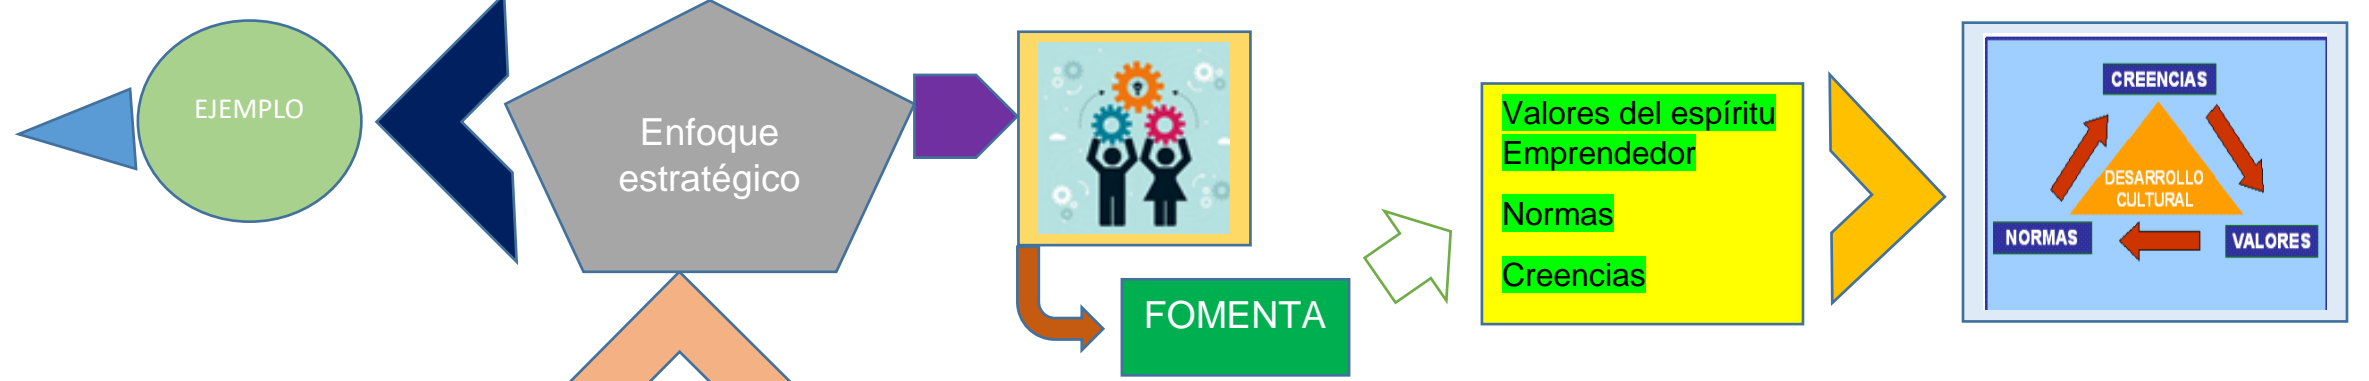 EJEMPLO
Enfoque
estratégico
FOMENTA
Valores del espíritu
Emprendedor
Normas
Creencias
CREENCIAS
DESARROLLO
CULTURAL
NORMAS
VALORES